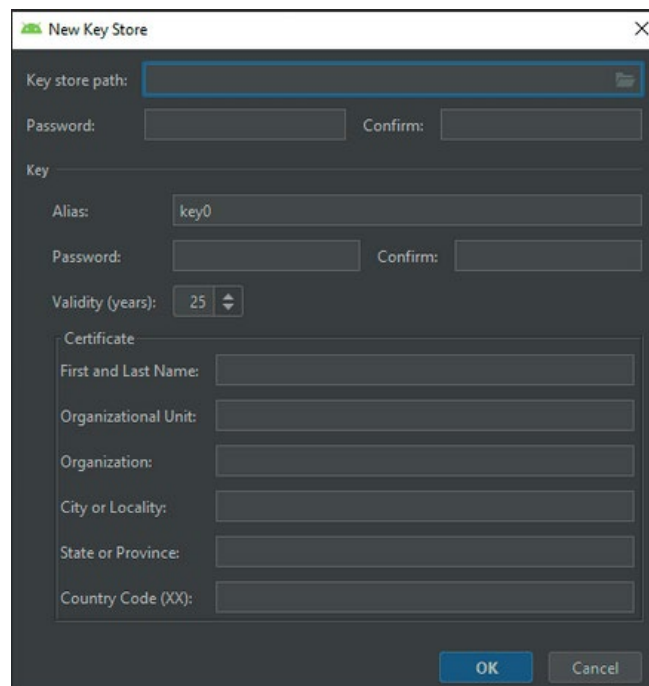 New Key Store
Key store path:
Password: Confirm:
Key
Alias: key0
Password: Confirm:
Validity (years): 25
Certificate
First and Last Name:
Organizational Unit:
Organization:
City or Locality:
State or Province:
Country Code (XX):
OK Cancel